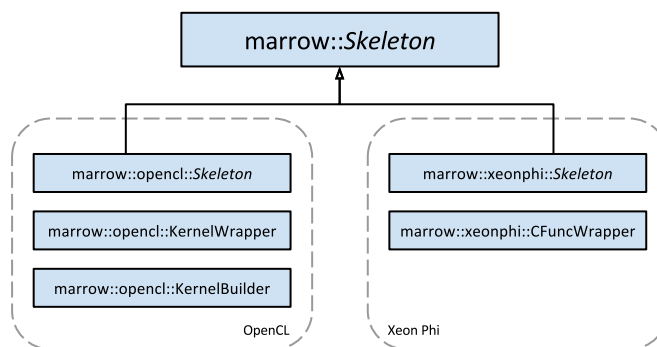 marrow::Skeleton
marrow::opencl::Skeleton
marrow::opencl::KernelWrapper
marrow::opencl::KernelBuilder
OpenCL
marrow::xeonphi::Skeleton
marrow::xeonphi::CFuncWrapper
Xeon Phi